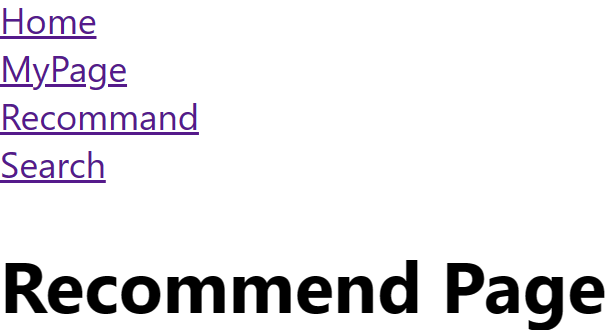 Home
MyPage
Recommand
Search
Recommend Page